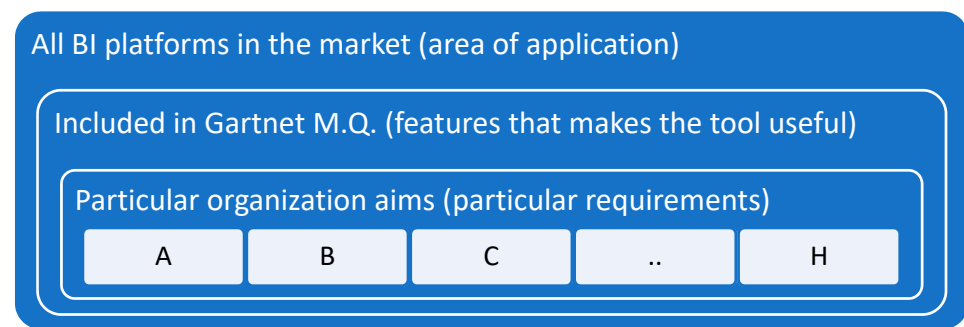 All BI platforms in the market (area of application)
Included in Gartnet M.Q. (features that makes the tool useful)
Particular organization aims (particular requirements)
A B C .. H